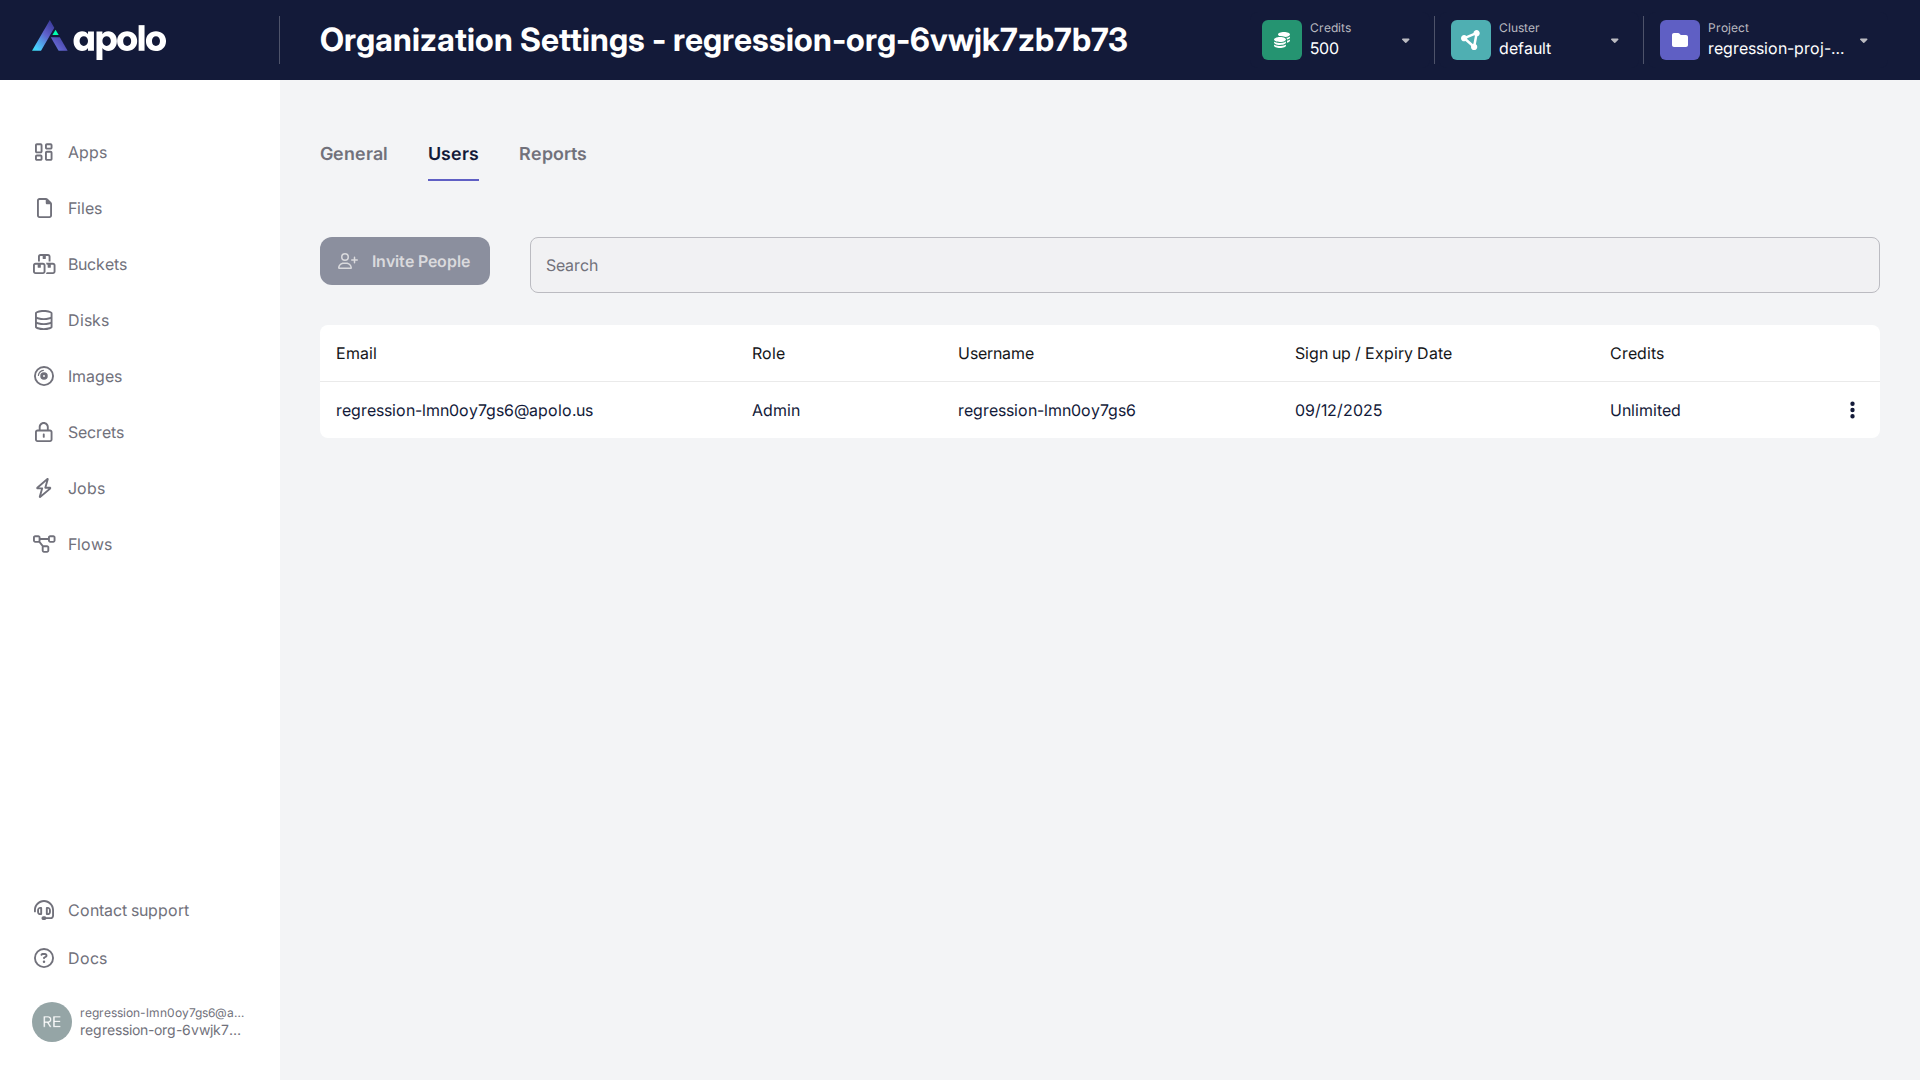 apolo
Organization Settings - regression-org-6vwjk7zb7b73
Credits
500
Cluster
default
Project
regression-proj-...
Apps
Files
Buckets
Disks
Images
Secrets
Jobs
Flows
General
Users
Reports
Invite People
Search
Email Role Username Sign up / Expiry Date Credits
regression-lmn0oy7gs6@apolo.us Admin regression-lmn0oy7gs6 09/12/2025 Unlimited
Contact support
Docs
RE
regression-lmn0oy7gs6@a...
regression-org-6vwjk7...